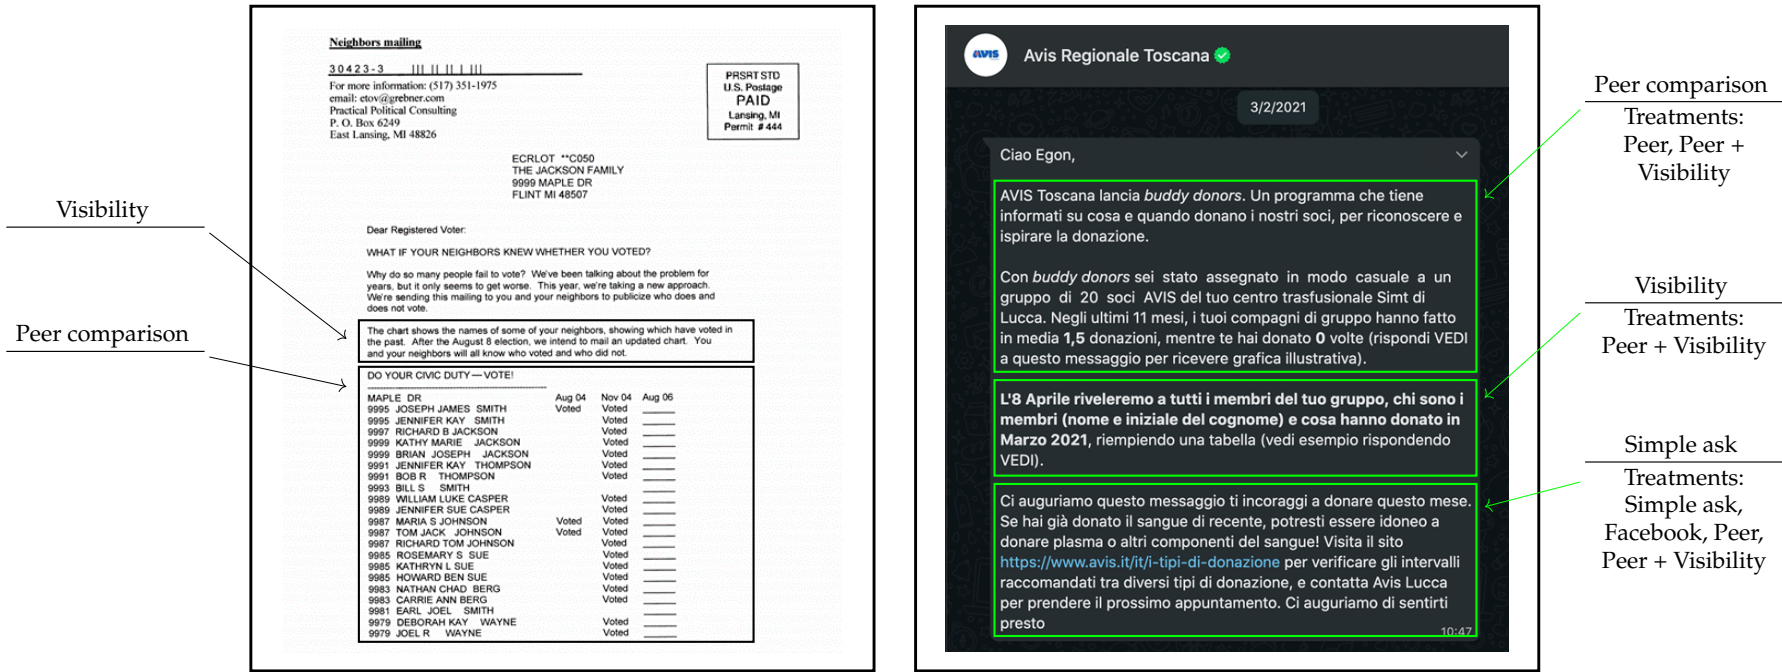 Visibility
Peer comparison
Neighbors mailing
30423-3
For more information: (517) 351-1975
email: etov@grebner.com
Practical Political Consulting
P. O. Box 6249
East Lansing, MI 48826
PRSRT STD
U.S. Postage
PAID
Lansing, MI
Permit # 444
ECRLOT **C050
THE JACKSON FAMILY
9999 MAPLE DR
FLINT MI 48507
Dear Registered Voter:
WHAT IF YOUR NEIGHBORS KNEW WHETHER YOU VOTED?
Why do so many people fail to vote? We've been talking about the problem for
years, but it only seems to get worse. This year, we're taking a new approach.
We're sending this mailing to you and your neighbors to publicize who does and
does not vote.
The chart shows the names of some of your neighbors, showing which have voted in
the past. After the August 8 election, we intend to mail an updated chart. You
and your neighbors will all know who voted and who did not.
DO YOUR CIVIC DUTY — VOTE!
MAPLE DR Aug 04 Nov 04 Aug 06
9995 JOSEPH JAMES SMITH Voted Voted
9995 JENNIFER KAY SMITH Voted
9997 RICHARD B JACKSON Voted
9999 KATHY MARIE JACKSON Voted
9999 BRIAN JOSEPH JACKSON Voted
9991 JENNIFER KAY THOMPSON Voted
9991 BOB R THOMPSON Voted
9993 BILL S SMITH
9989 WILLIAM LUKE CASPER Voted
9989 JENNIFER SUE CASPER Voted
9987 MARIA S JOHNSON Voted Voted
9987 TOM JACK JOHNSON Voted Voted
9987 RICHARD TOM JOHNSON Voted
9985 ROSEMARY S SUE Voted
9985 KATHRYN L SUE Voted
9985 HOWARD BEN SUE Voted
9983 NATHAN CHAD BERG Voted
9983 CARRIE ANN BERG Voted
9981 EARL JOEL SMITH
9979 DEBORAH KAY WAYNE Voted
9979 JOEL R WAYNE Voted
AVIS
Avis Regionale Toscana
3/2/2021
Ciao Egon,
AVIS Toscana lancia buddy donors. Un programma che tiene
informati su cosa e quando donano i nostri soci, per riconoscere e
ispirare la donazione.
Con buddy donors sei stato assegnato in modo casuale a un
gruppo di 20 soci AVIS del tuo centro trasfusionale Simt di
Lucca. Negli ultimi 11 mesi, i tuoi compagni di gruppo hanno fatto
in media 1,5 donazioni, mentre te hai donato 0 volte (rispondi VEDI
a questo messaggio per ricevere grafica illustrativa).
L'8 Aprile riveleremo a tutti i membri del tuo gruppo, chi sono i
membri (nome e iniziale del cognome) e cosa hanno donato in
Marzo 2021, riempiendo una tabella (vedi esempio rispondendo
VEDI).
Ci auguriamo questo messaggio ti incoraggi a donare questo mese.
Se hai già donato il sangue di recente, potresti essere idoneo a
donare plasma o altri componenti del sangue! Visita il sito
https://www.avis.it/it/i-tipi-di-donazione per verificare gli intervalli
raccomandati tra diversi tipi di donazione, e contatta Avis Lucca
per prendere il prossimo appuntamento. Ci auguriamo di sentirti
presto
10:47
Peer comparison
Treatments:
Peer, Peer +
Visibility
Visibility
Treatments:
Peer + Visibility
Simple ask
Treatments:
Simple ask,
Facebook, Peer,
Peer + Visibility